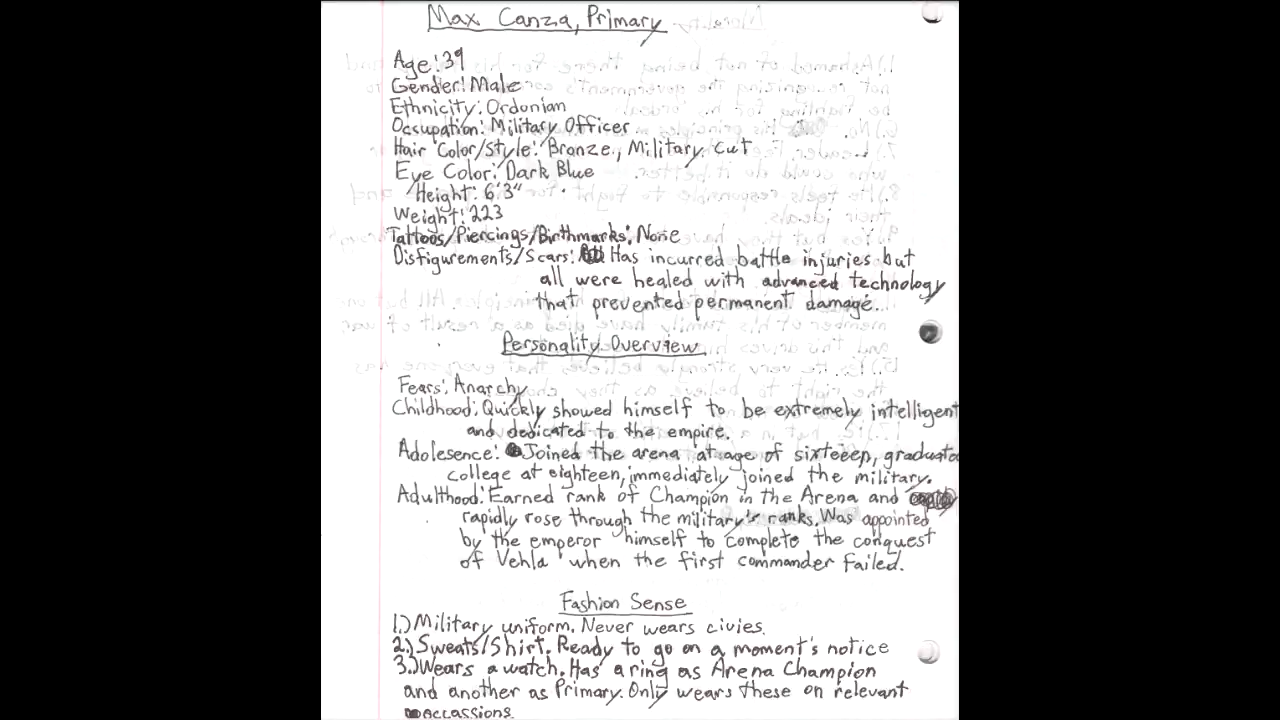 Max Canza, Primary
Age: 39
Gender: Male
Ethnicity: Ordonian
Occupation: Military Officer
Hair Color/Style: Bronze, Military Cut
Eye Color: Dark Blue
Height: 6'3"
Weight: 223
Tattoos/Piercings/Birthmarks: None
Disfigurements/Scars: Has incurred battle injuries but
all were healed with advanced technology
that prevented permanent damage.
Personality Overview
Fears: Anarchy
Childhood: Quickly showed himself to be extremely intelligent
and dedicated to the empire.
Adolesence: Joined the arena at age of sixteeen, graduated
college at eighteen, immediately joined the military.
Adulthood: Earned rank of Champion in the Arena and
rapidly rose through the military's ranks. Was appointed
by the emperor himself to complete the conquest
of Vehla when the first commander failed.
Fashion Sense
1.) Military uniform. Never wears civies.
2.) Sweats/Shirt. Ready to go on a moment's notice
3.) Wears a watch. Has a ring as Arena Champion
and another as Primary. Only wears these on relevant
occassions.